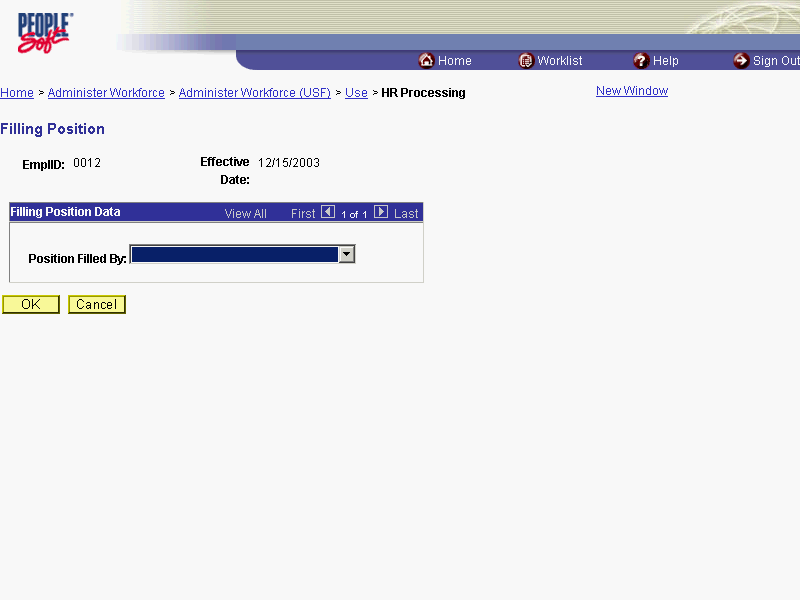 PEOPLE
Soft
Home Worklist Help Sign Out
Home > Administer Workforce > Administer Workforce (USF) > Use > HR Processing New Window
Filling Position
EmplID: 0012 Effective Date: 12/15/2003
Filling Position Data View All First 1 of 1 Last
Position Filled By:
OK Cancel